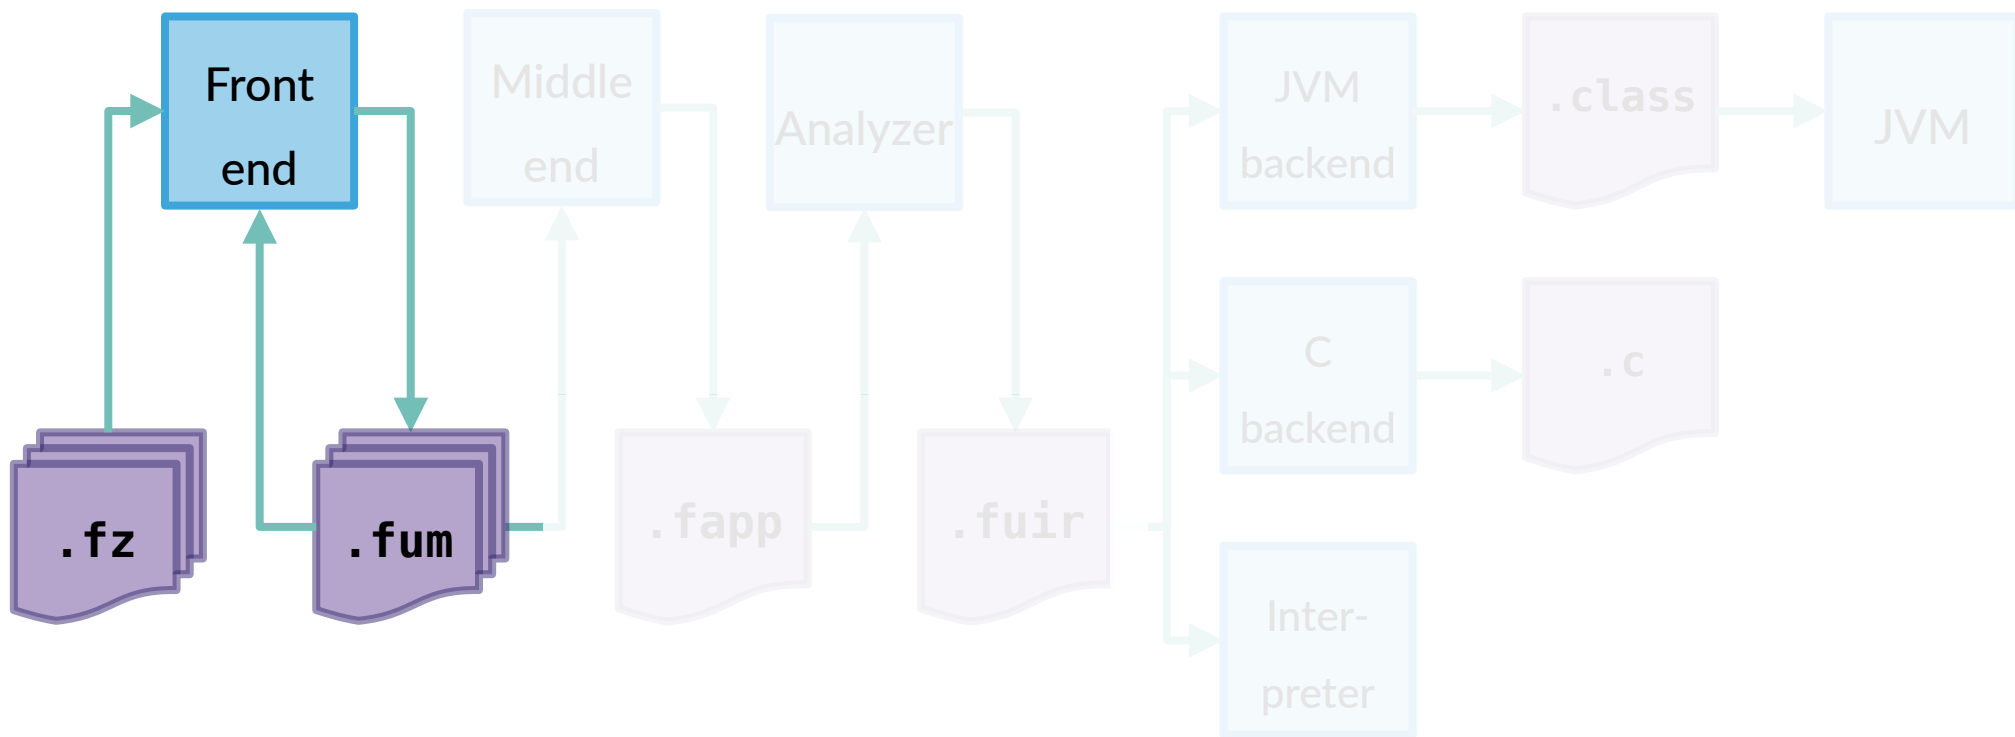 Front
end
Middle
end
Analyzer
JVM
backend
.class
JVM
C
backend
.c
.fz
.fum
.fapp
.fuir
Inter-
preter